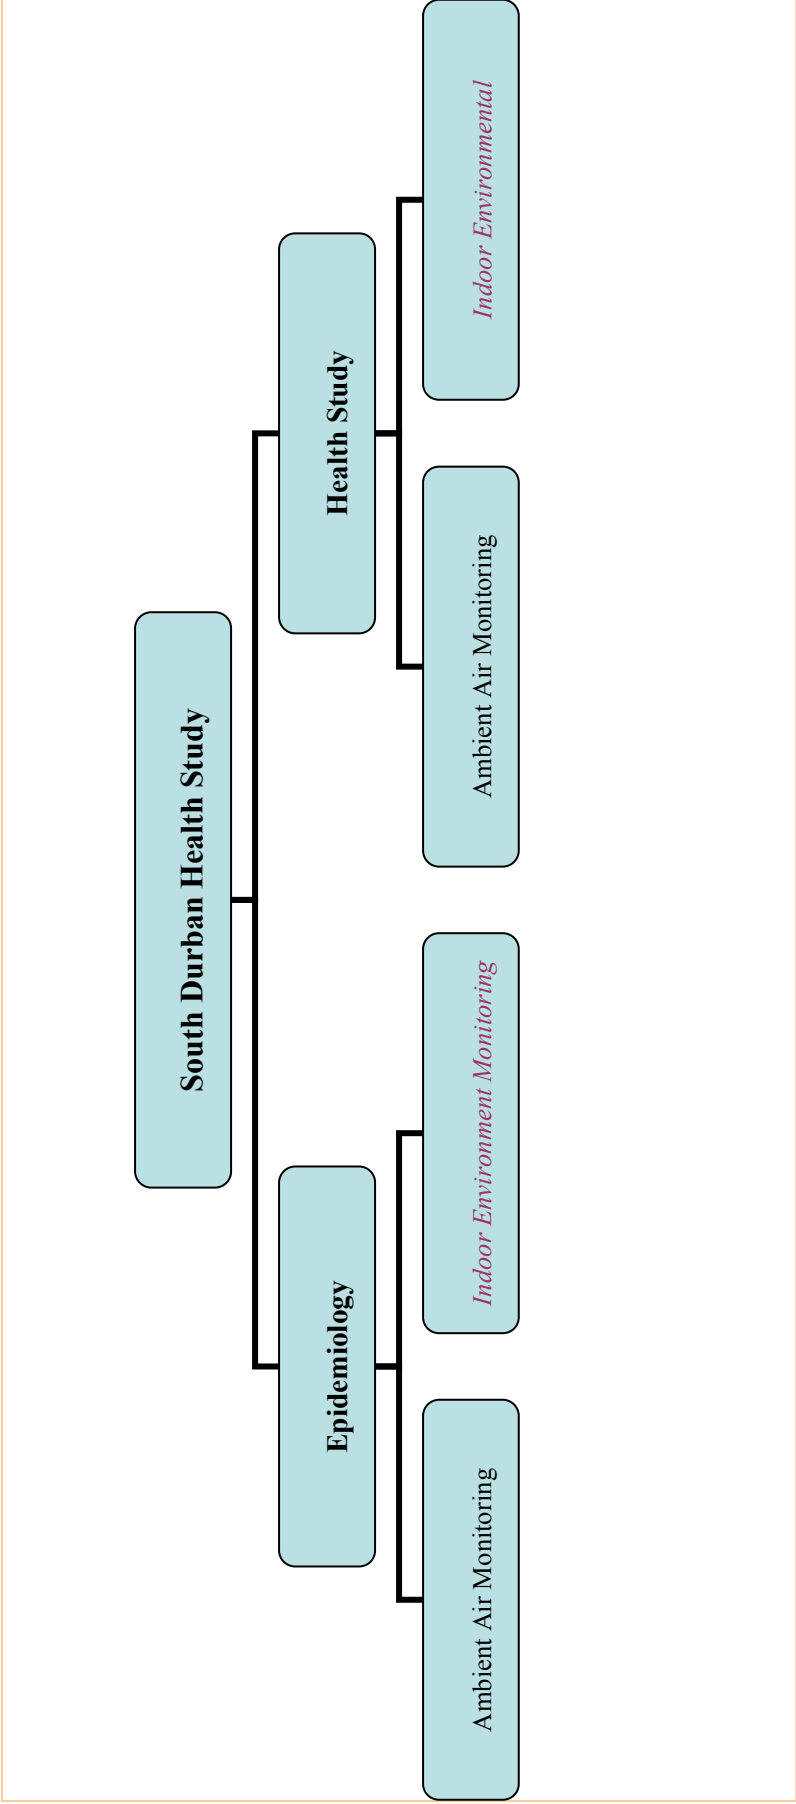 South Durban Health Study
Epidemiology
Health Study
Ambient Air Monitoring
Indoor Environment Monitoring
Ambient Air Monitoring
Indoor Environmental